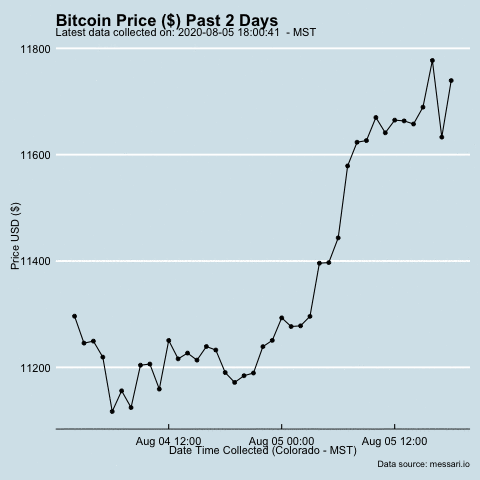 Bitcoin Price ($) Past 2 Days
Latest data collected on: 2020-08-05 18:00:41  - MST
11800
11600
11400
11200
Price USD ($)
Aug 04 12:00
Aug 05 00:00
Aug 05 12:00
Date Time Collected (Colorado - MST)
Data source: messari.io